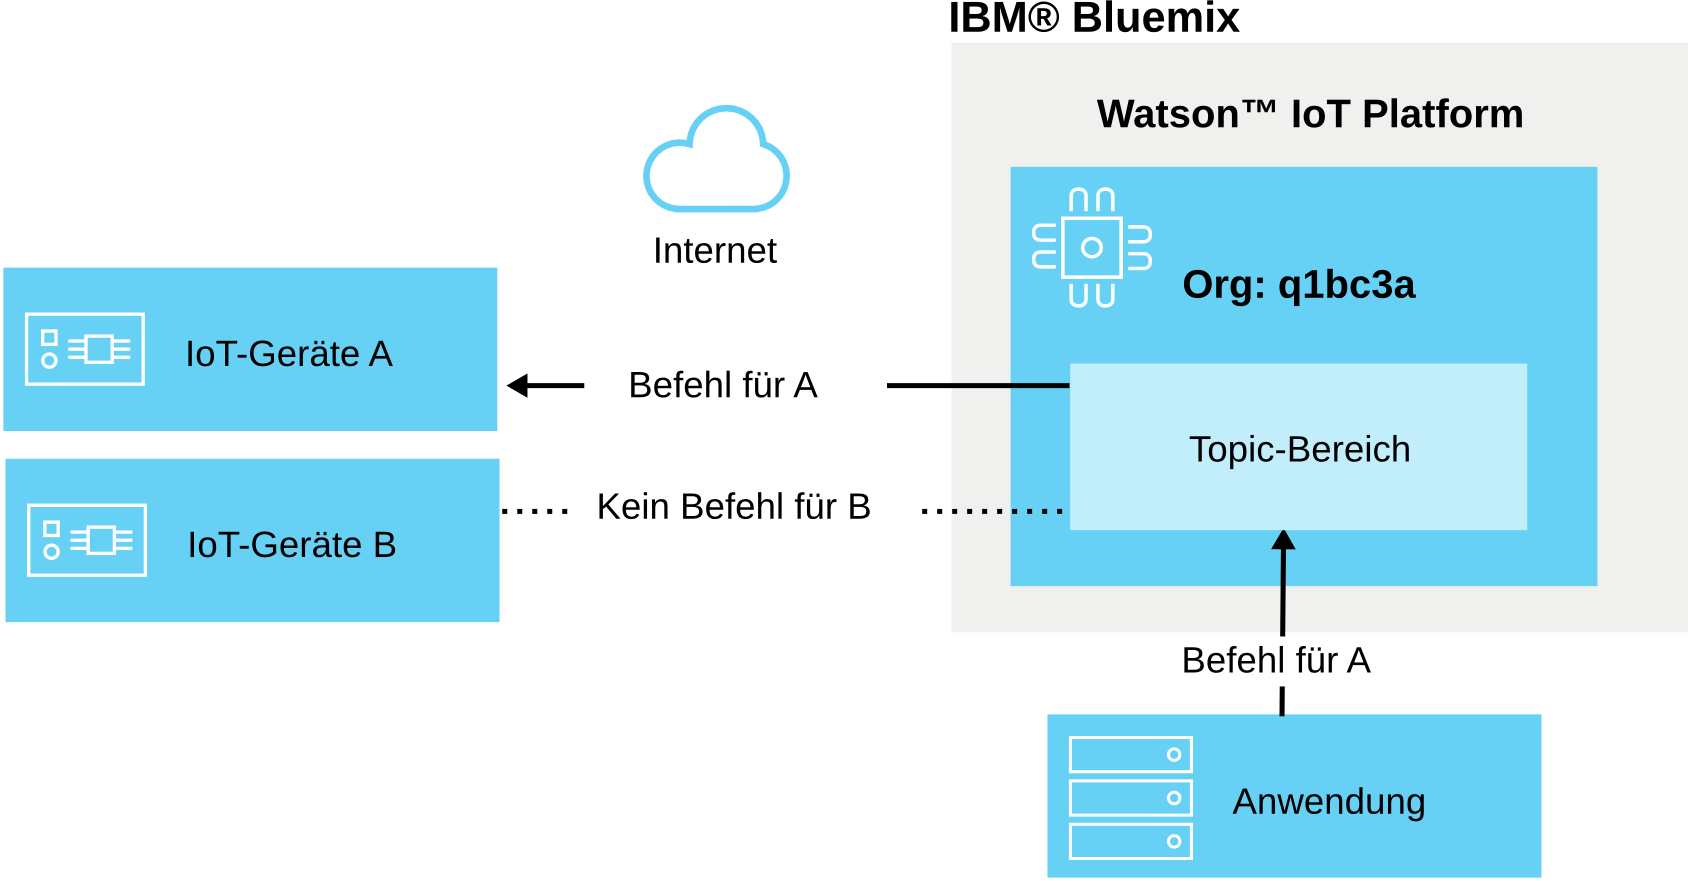 IBM® Bluemix
Watson™ IoT Platform
Internet
Org: q1bc3a
IoT-Geräte A
Befehl für A
Topic-Bereich
Kein Befehl für B
IoT-Geräte B
Befehl für A
Anwendung